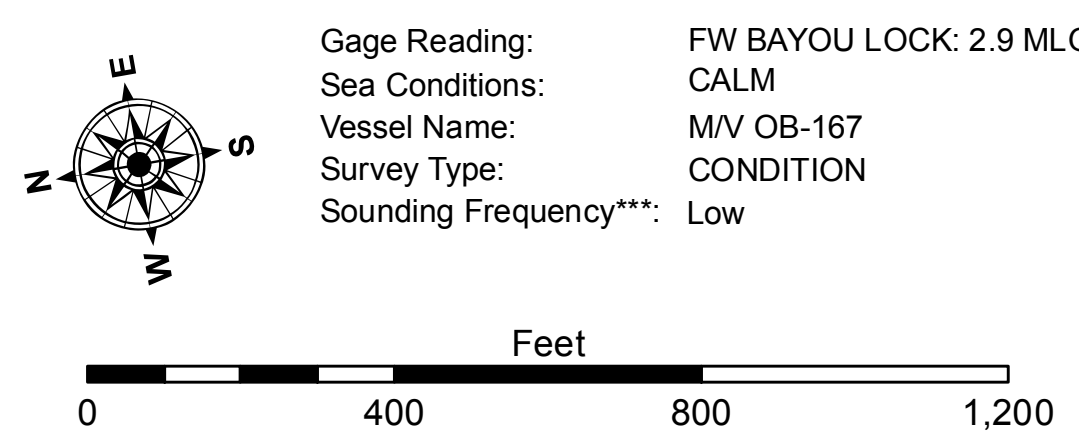 N
E
S
W
Gage Reading: FW BAYOU LOCK: 2.9
Sea Conditions: CALM
Vessel Name: M/V OB-167
Survey Type: CONDITION
Sounding Frequency***: Low
Feet
0 400 800 1,200